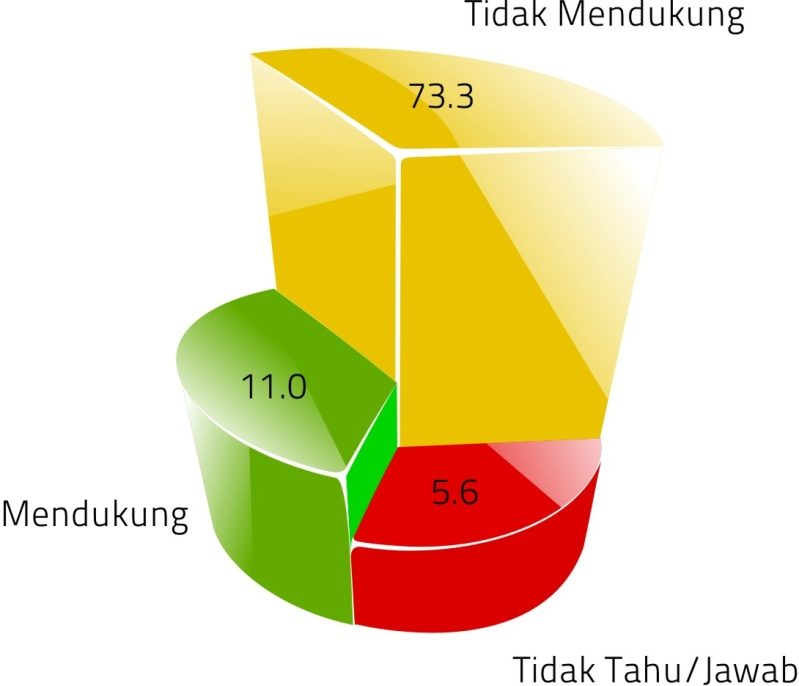 Tidak Mendukung
73.3
11.0
5.6
Mendukung
Tidak Tahu/Jawab